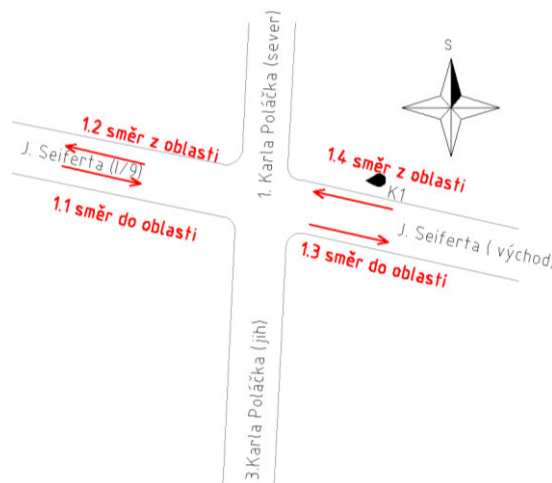 S
1. Karla Poláčka (sever)
1.2 směr z oblasti
J. Seiferta (I/9)
1.1 směr do oblasti
1.4 směr z oblasti
K1
J. Seiferta ( východ)
1.3 směr do oblasti
3.Karla Poláčka (jih)